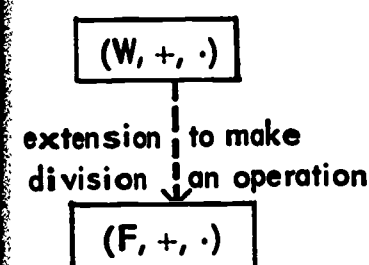 (W, +, ·)
extension to make
division an operation
(F, +, ·)